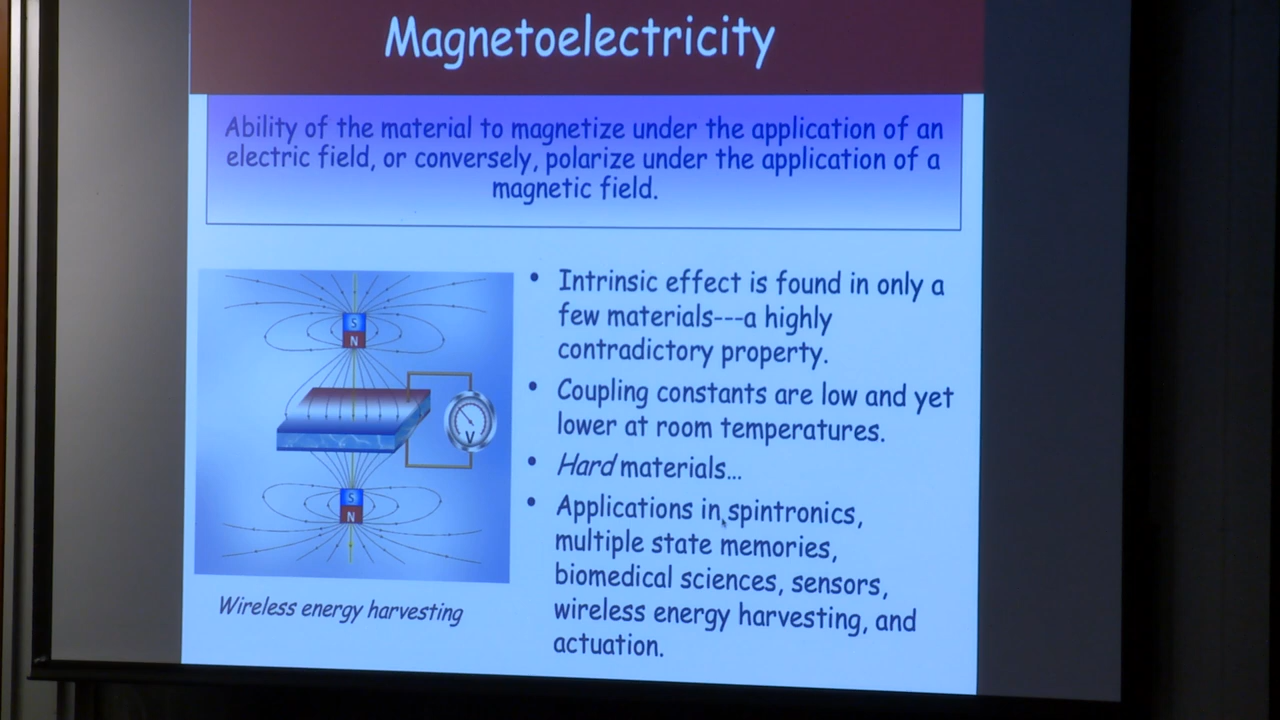 Magnetoelectricity
Ability of the material to magnetize under the application of an
electric field, or conversely, polarize under the application of a
magnetic field.
S
N
V
S
N
Wireless energy harvesting
• Intrinsic effect is found in only a
few materials---a highly
contradictory property.
• Coupling constants are low and yet
lower at room temperatures.
• Hard materials...
• Applications in spintronics,
multiple state memories,
biomedical sciences, sensors,
wireless energy harvesting, and
actuation.